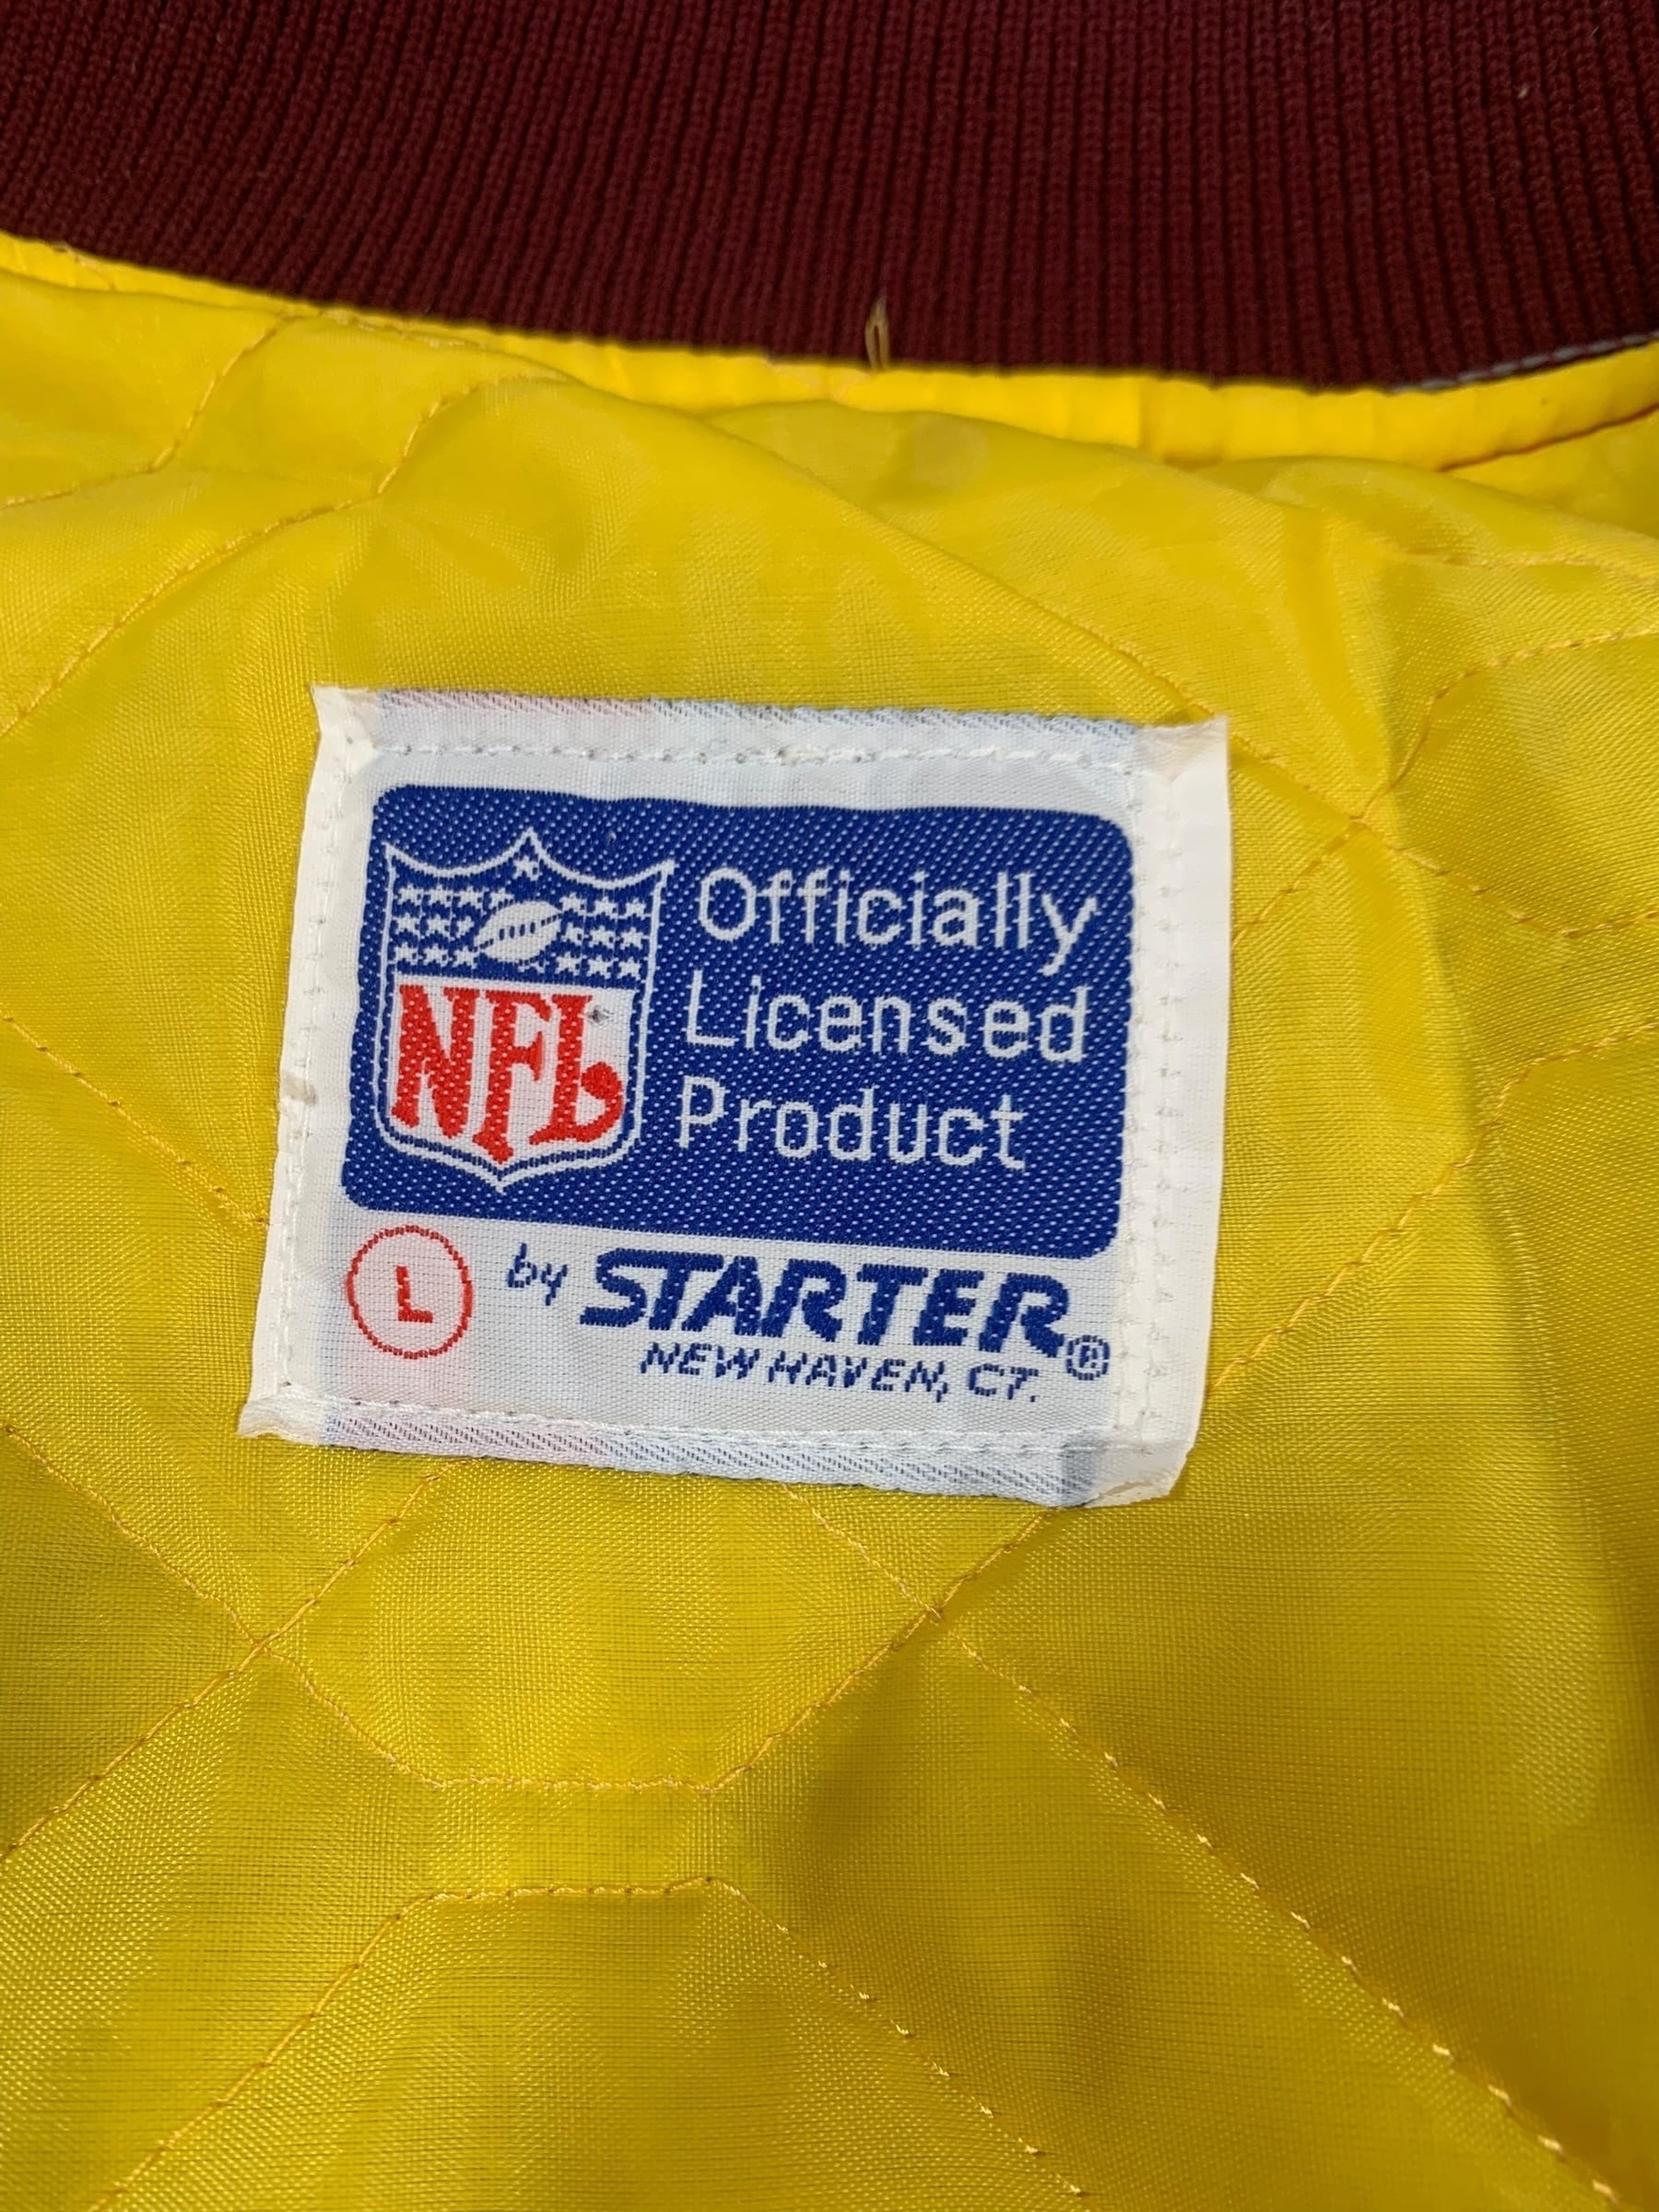 NFL
Officially
Licensed
Product
L
by STARTER®
NEW HAVEN, CT.